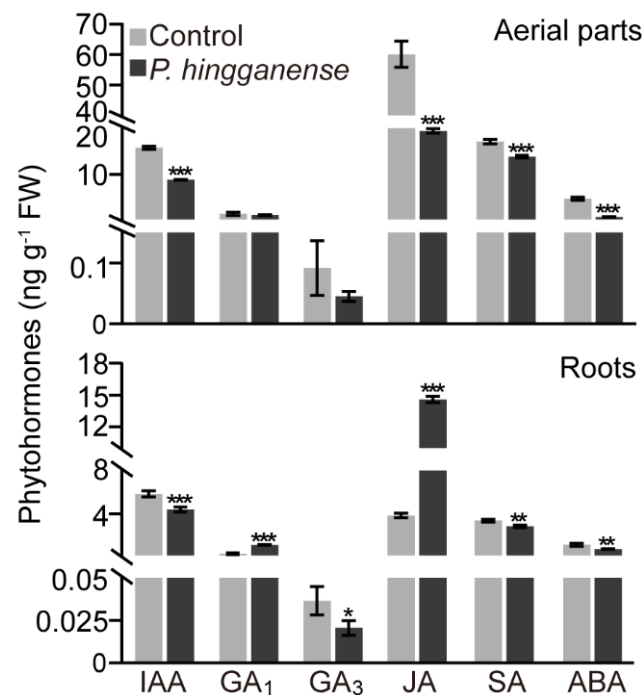 Control
P. hingganense
Aerial parts
Phytohormones (ng g⁻¹ FW)
70
60
50
40
20
10
0.1
0
*** *** *** ***
Roots
18
15
12
8
4
0.05
0.025
0
*** *** * *** ** **
IAA GA₁ GA₃ JA SA ABA